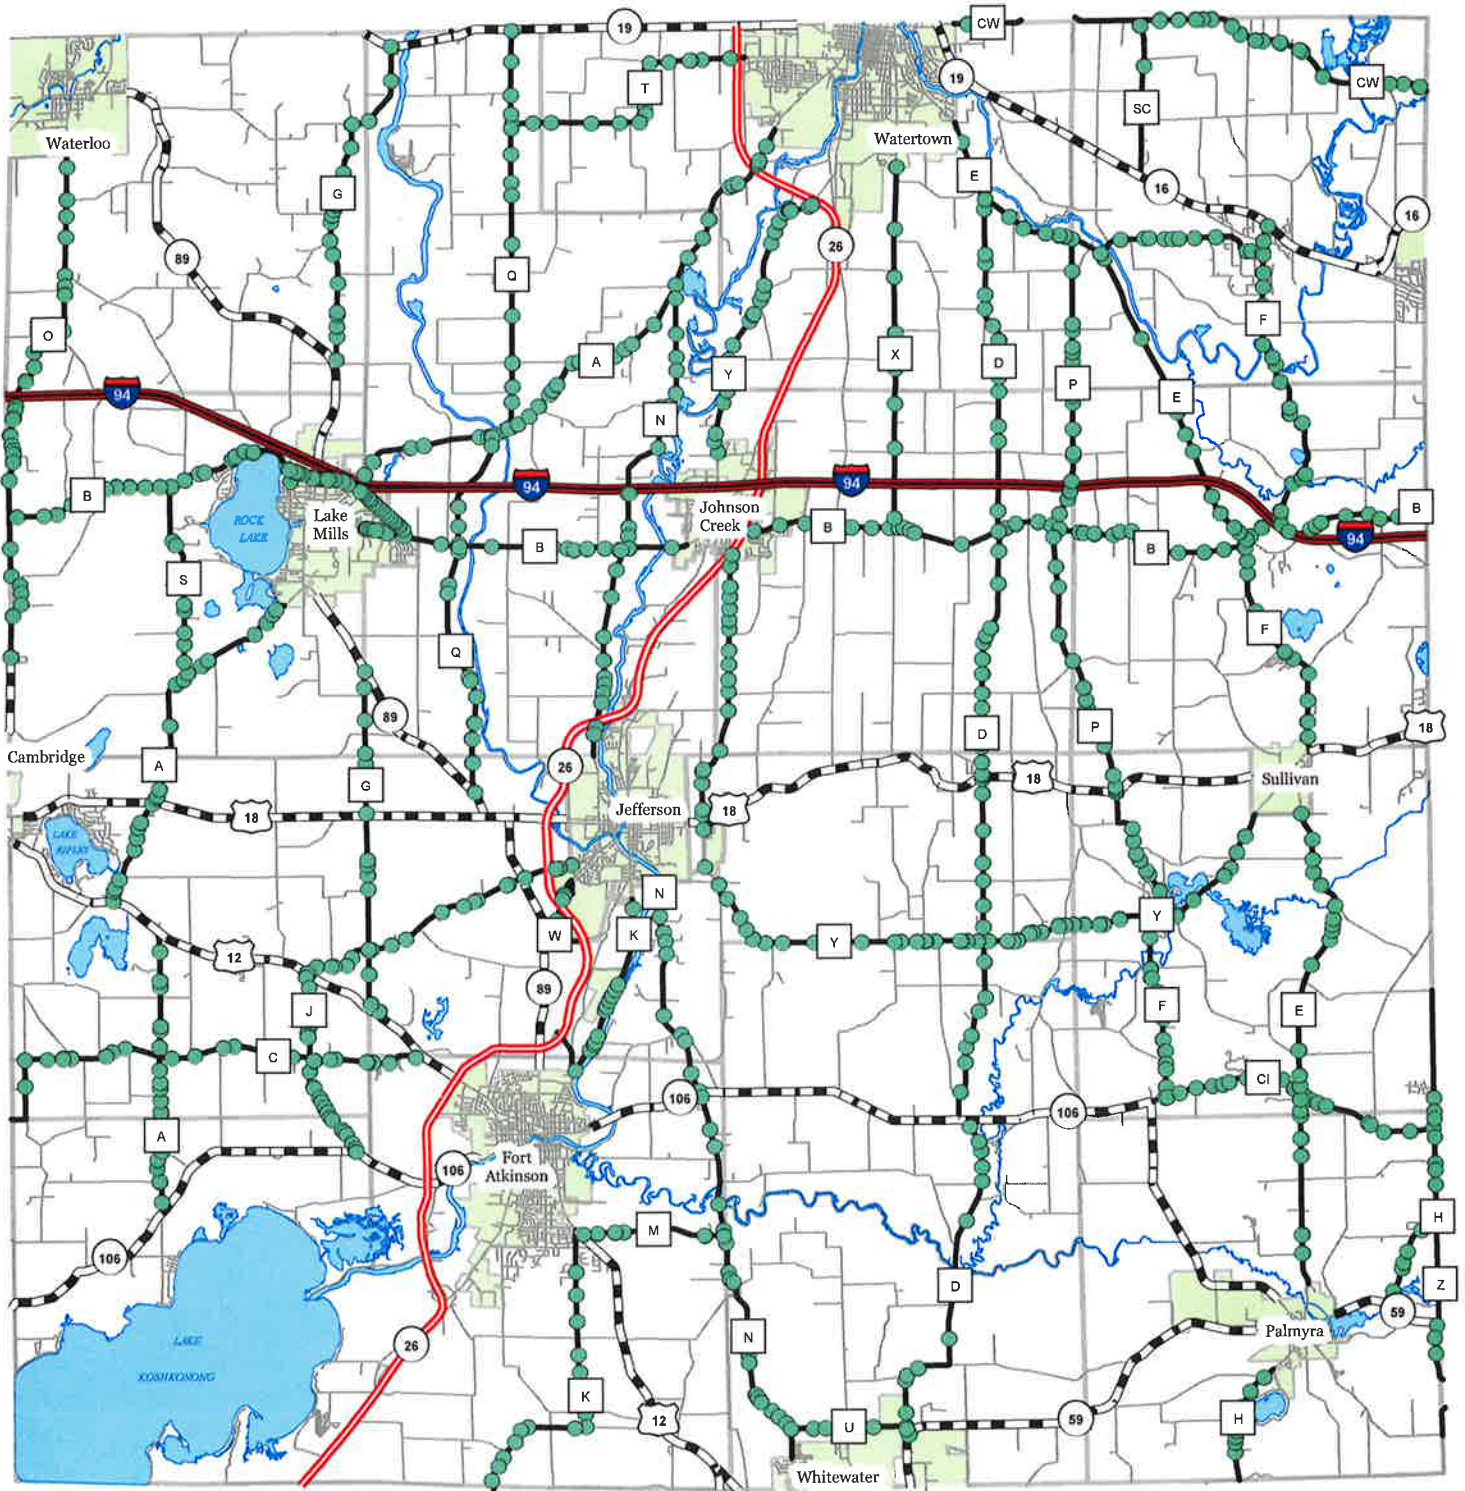 19
CW
19
T
CW
SC
Waterloo
Watertown
E
16
G
16
89
26
Q
O
F
A
X
D
Y
P
94
E
N
94
94
B
ROCK
LAKE
Lake
Mills
Johnson
Creek
B
B
B
B
94
S
F
Q
89
P
D
18
Cambridge
A
26
G
18
Sullivan
18
Jefferson
18
LAKE
RIPLEY
N
Y
W
K
Y
12
89
J
F
E
C
CI
106
106
A
Fort
Atkinson
106
M
H
106
D
Z
59
Palmyra
N
LAKE
KOSHKONONG
26
K
12
U
59
H
Whitewater